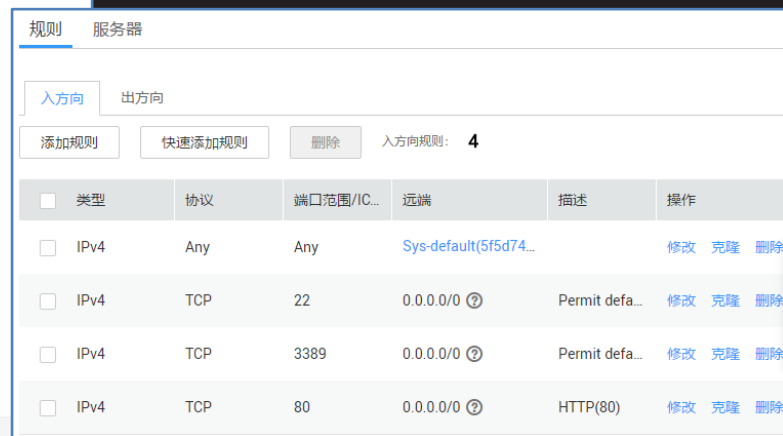 规则 服务器
入方向 出方向
添加规则 快速添加规则 删除 入方向规则: 4
类型 协议 端口范围/IC... 远端 描述 操作
IPv4 Any Any Sys-default(5f5d74... 修改 克隆 删除
IPv4 TCP 22 0.0.0.0/0 ? Permit defa... 修改 克隆 删除
IPv4 TCP 3389 0.0.0.0/0 ? Permit defa... 修改 克隆 删除
IPv4 TCP 80 0.0.0.0/0 ? HTTP(80) 修改 克隆 删除